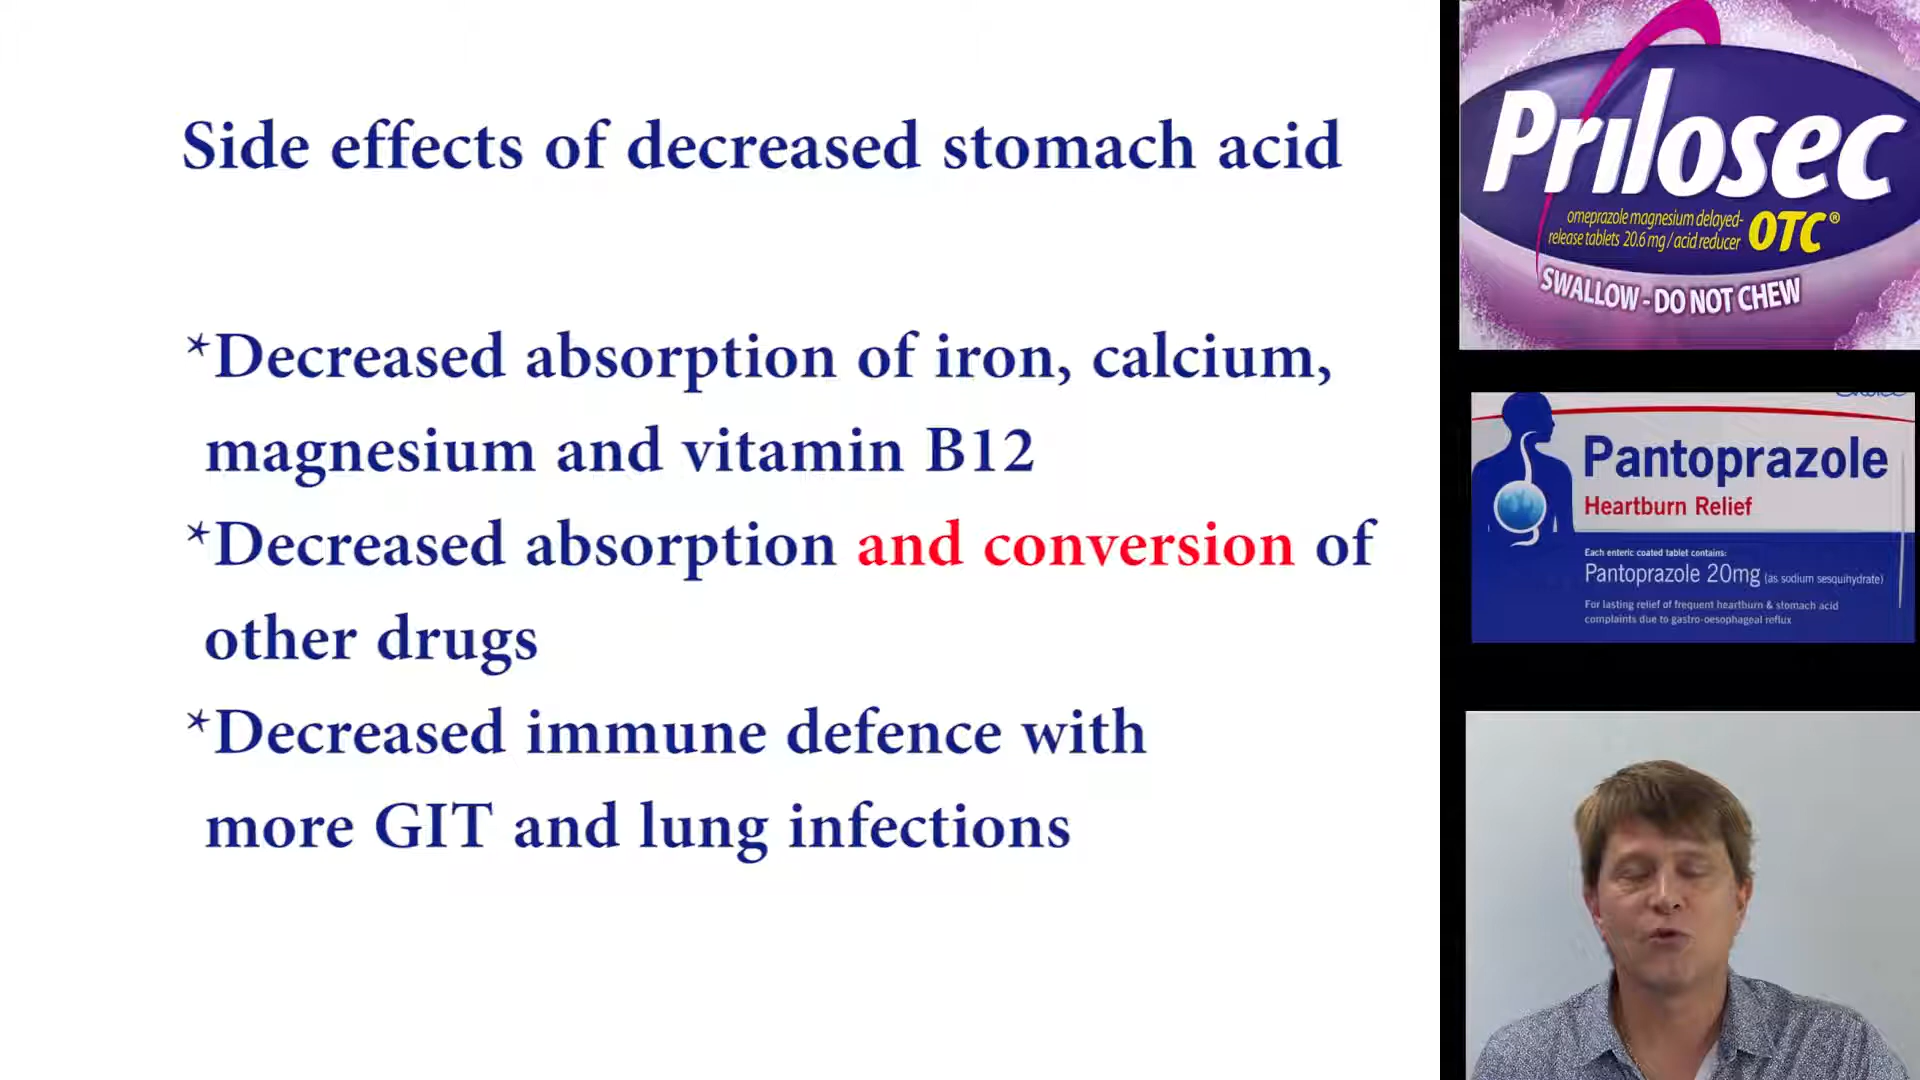 Side effects of decreased stomach acid
*Decreased absorption of iron, calcium,
magnesium and vitamin B12
*Decreased absorption and conversion of
other drugs
*Decreased immune defence with
more GIT and lung infections
Prilosec
omeprazole magnesium delayed-
release tablets 20.6 mg / acid reducer OTC®
SWALLOW - DO NOT CHEW
Pantoprazole
Heartburn Relief
Each enteric coated tablet contains:
Pantoprazole 20mg (as sodium sesquihydrate)
For lasting relief of frequent heartburn & stomach acid
complaints due to gastro-oesophageal reflux